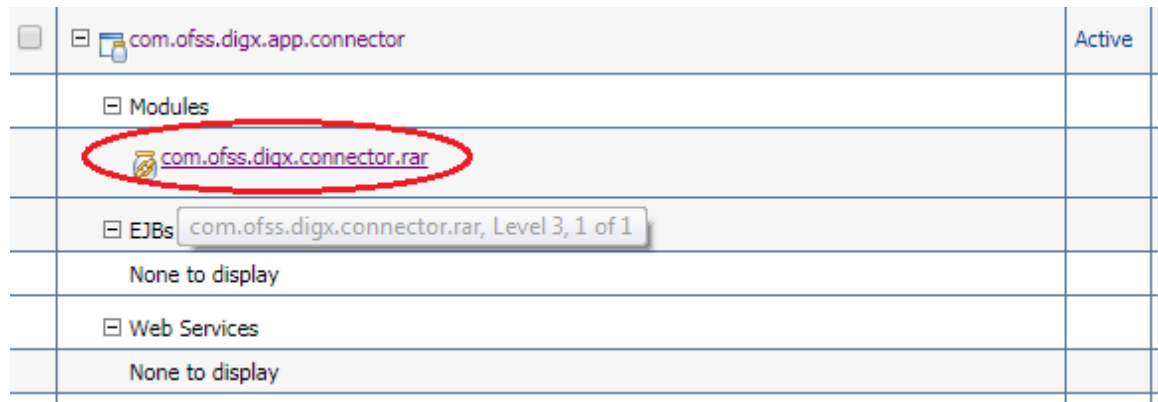 com.ofss.digx.app.connector Active
Modules
com.ofss.digx.connector.rar
EJBs com.ofss.digx.connector.rar, Level 3, 1 of 1
None to display
Web Services
None to display